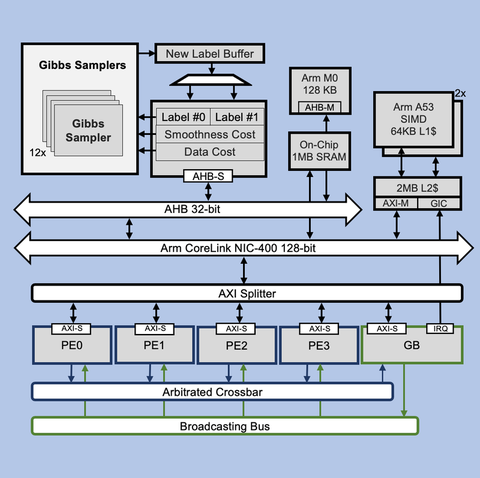 Gibbs Samplers
Gibbs
Sampler
12x
New Label Buffer
Label #0
Label #1
Smoothness Cost
Data Cost
AHB-S
Arm M0
128 KB
AHB-M
On-Chip
1MB SRAM
2x
Arm A53
SIMD
64KB L1$
2MB L2$
AXI-M
GIC
AHB 32-bit
Arm CoreLink NIC-400 128-bit
AXI Splitter
AXI-S
PE0
AXI-S
PE1
AXI-S
PE2
AXI-S
PE3
AXI-S
IRQ
GB
Arbitrated Crossbar
Broadcasting Bus